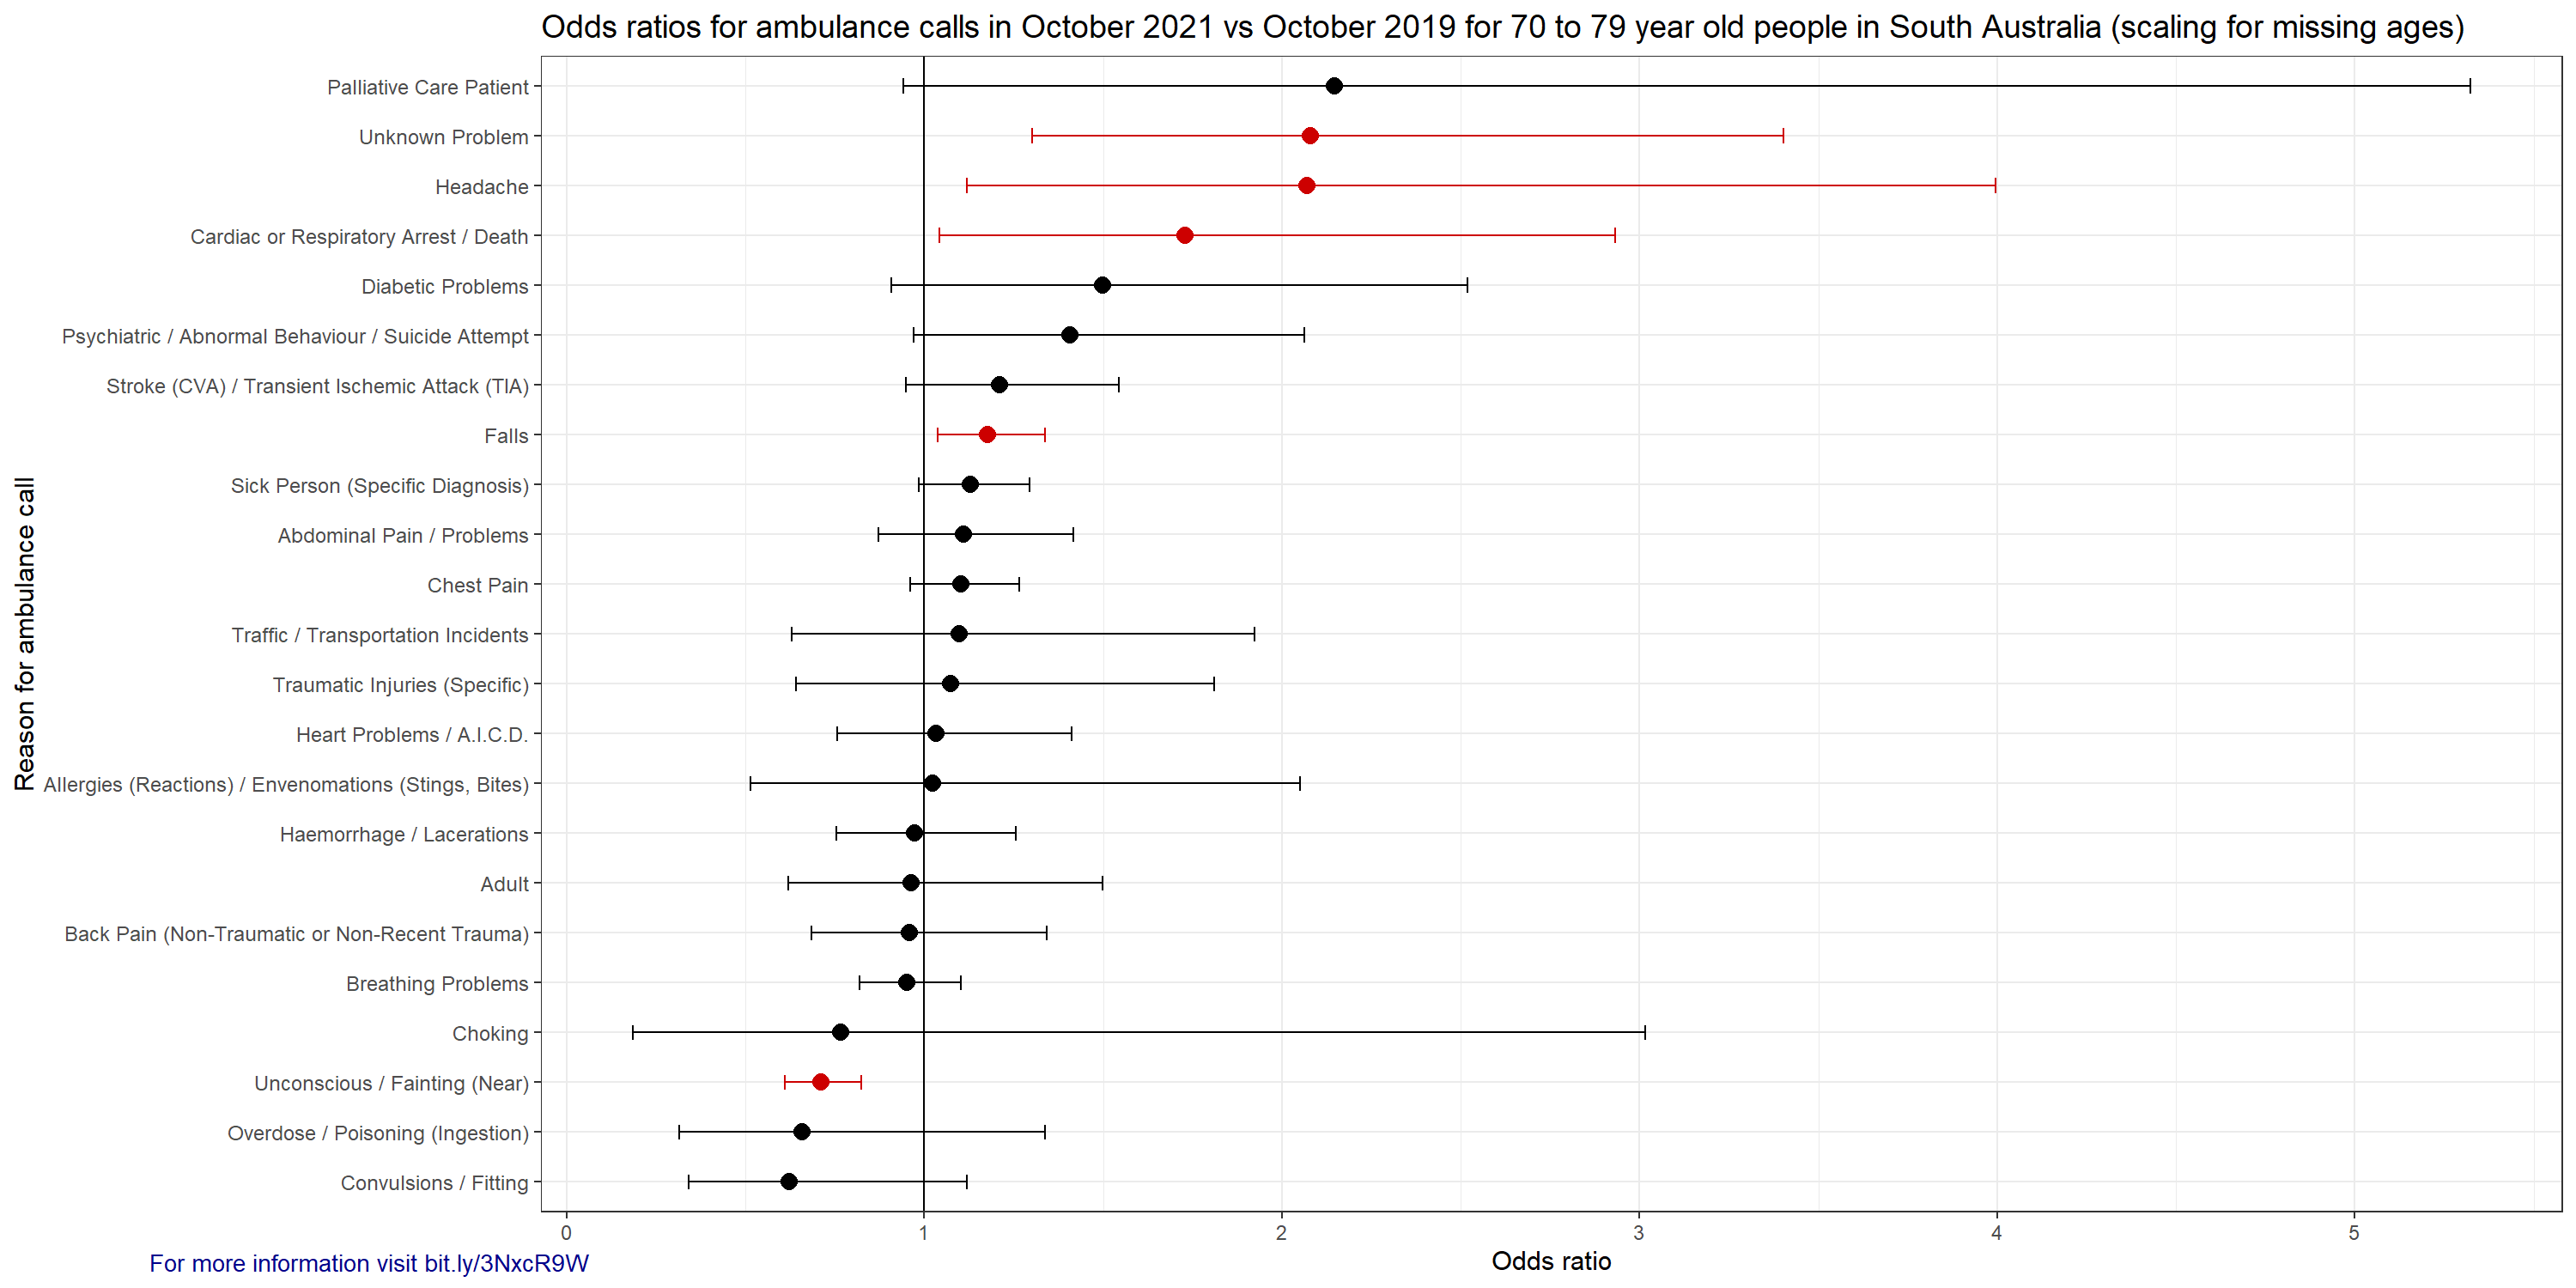 Odds ratios for ambulance calls in October 2021 vs October 2019 for 70 to 79 year old people in South Australia (scaling for missing ages)
Reason for ambulance call
Palliative Care Patient
Unknown Problem
Headache
Cardiac or Respiratory Arrest / Death
Diabetic Problems
Psychiatric / Abnormal Behaviour / Suicide Attempt
Stroke (CVA) / Transient Ischemic Attack (TIA)
Falls
Sick Person (Specific Diagnosis)
Abdominal Pain / Problems
Chest Pain
Traffic / Transportation Incidents
Traumatic Injuries (Specific)
Heart Problems / A.I.C.D.
Allergies (Reactions) / Envenomations (Stings, Bites)
Haemorrhage / Lacerations
Adult
Back Pain (Non-Traumatic or Non-Recent Trauma)
Breathing Problems
Choking
Unconscious / Fainting (Near)
Overdose / Poisoning (Ingestion)
Convulsions / Fitting
0 1 2 3 4 5
Odds ratio
For more information visit bit.ly/3NxcR9W